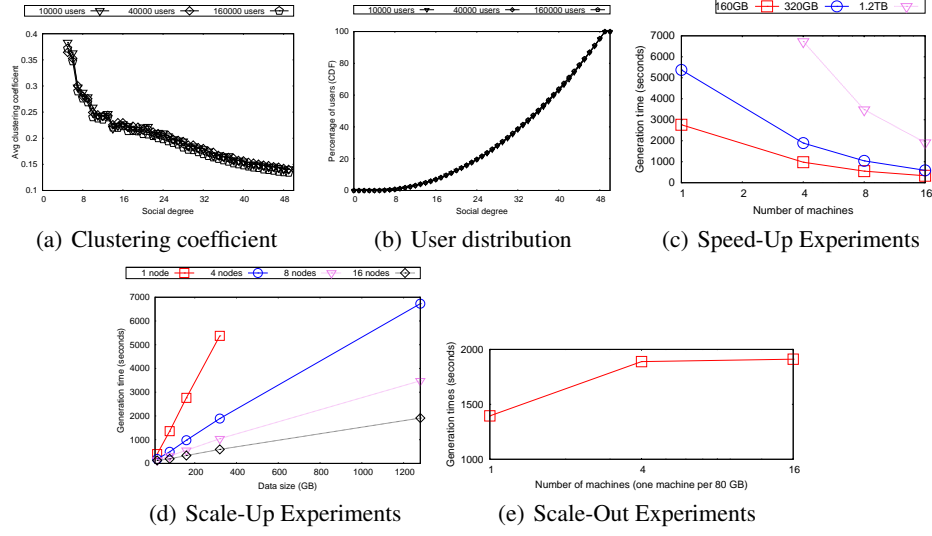 10000 users 40000 users 160000 users
0.4
0.35
0.3
0.25
0.2
0.15
0.1
0 8 16 24 32 40 48
Avg clustering coefficient
Social degree
(a) Clustering coefficient
10000 users 40000 users 160000 users
100
80
60
40
20
0
0 8 16 24 32 40 48
Percentage of users (CDF)
Social degree
(b) User distribution
160GB 320GB 1.2TB
7000
6000
5000
4000
3000
2000
1000
0
1 2 4 8 16
Generation time (seconds)
Number of machines
(c) Speed-Up Experiments
1 node 4 nodes 8 nodes 16 nodes
7000
6000
5000
4000
3000
2000
1000
0
200 400 600 800 1000 1200
Generation time (seconds)
Data size (GB)
(d) Scale-Up Experiments
2000
1500
1000
1 4 16
Generation times (seconds)
Number of machines (one machine per 80 GB)
(e) Scale-Out Experiments